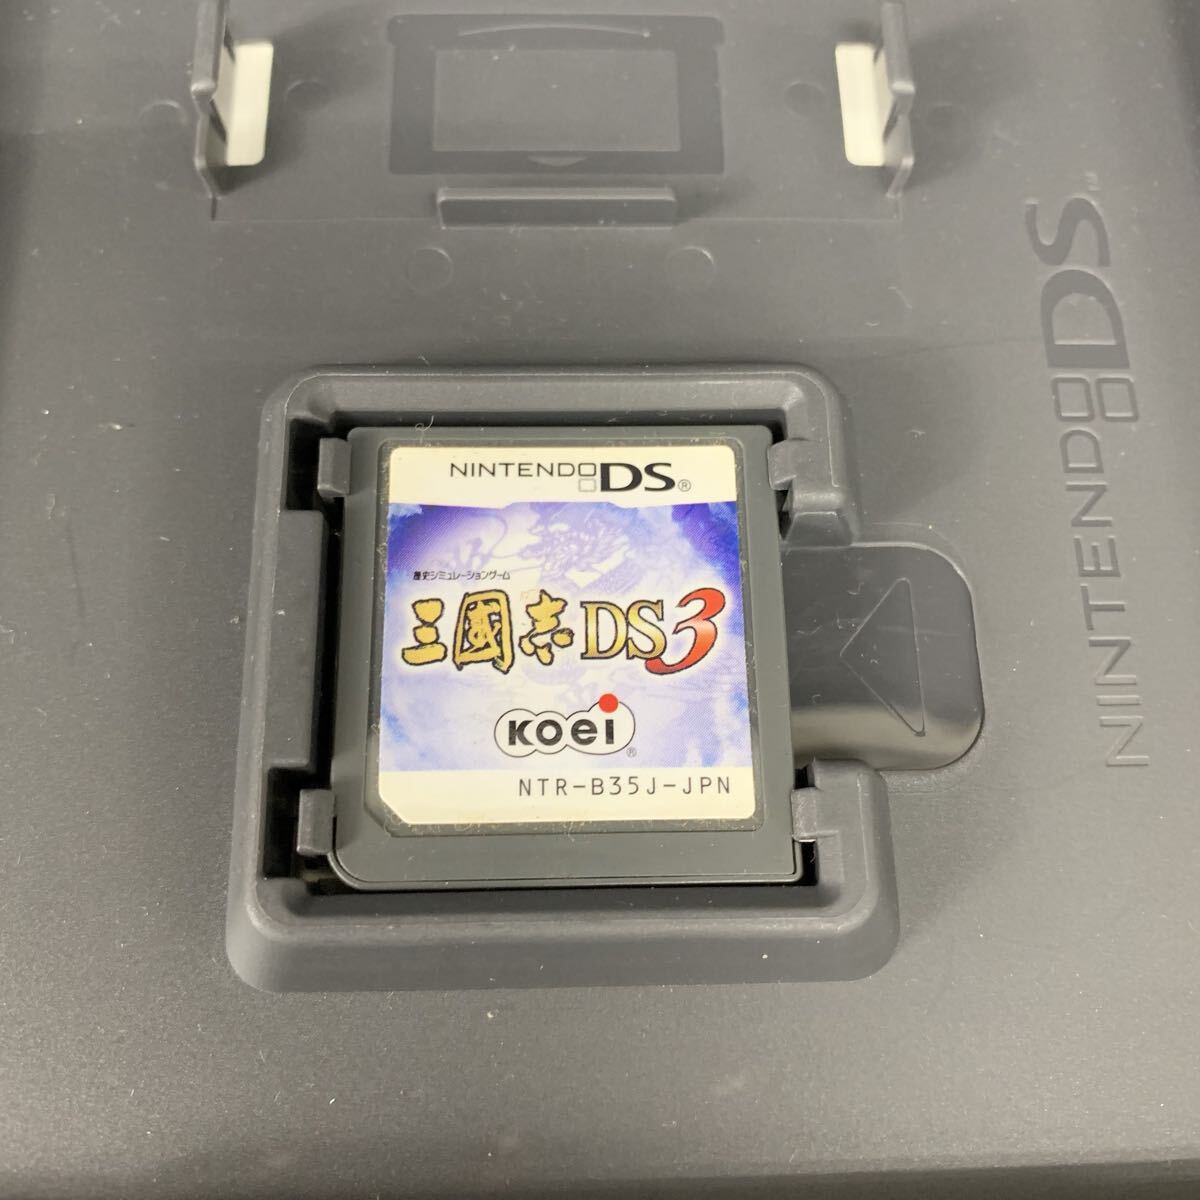 NINTENDO DS®
歴史シミュレーションゲーム
三國志DS3
KOEI®
NTR-B35J-JPN
NINTENDO DS™